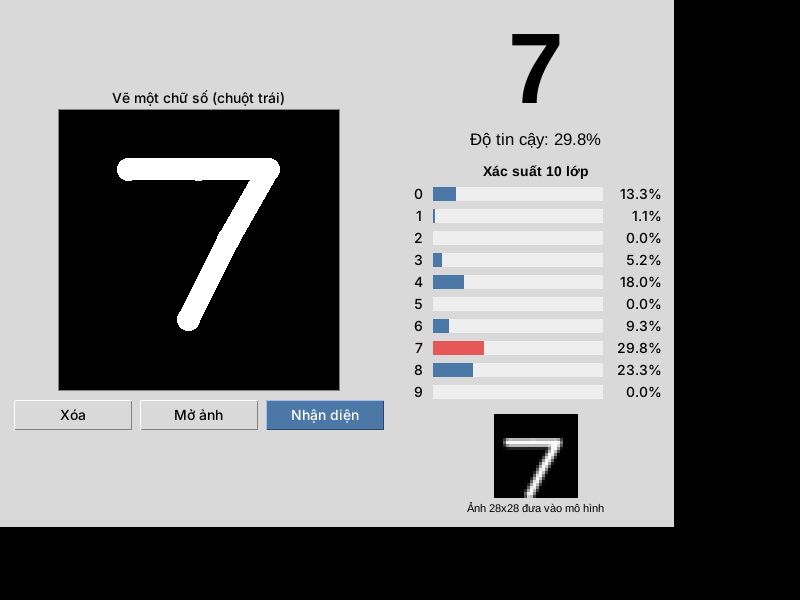 7
Độ tin cậy: 29.8%
Vẽ một chữ số (chuột trái)
7
Xóa
Mở ảnh
Nhận diện
Xác suất 10 lớp
0 13.3%
1 1.1%
2 0.0%
3 5.2%
4 18.0%
5 0.0%
6 9.3%
7 29.8%
8 23.3%
9 0.0%
7
Ảnh 28x28 đưa vào mô hình